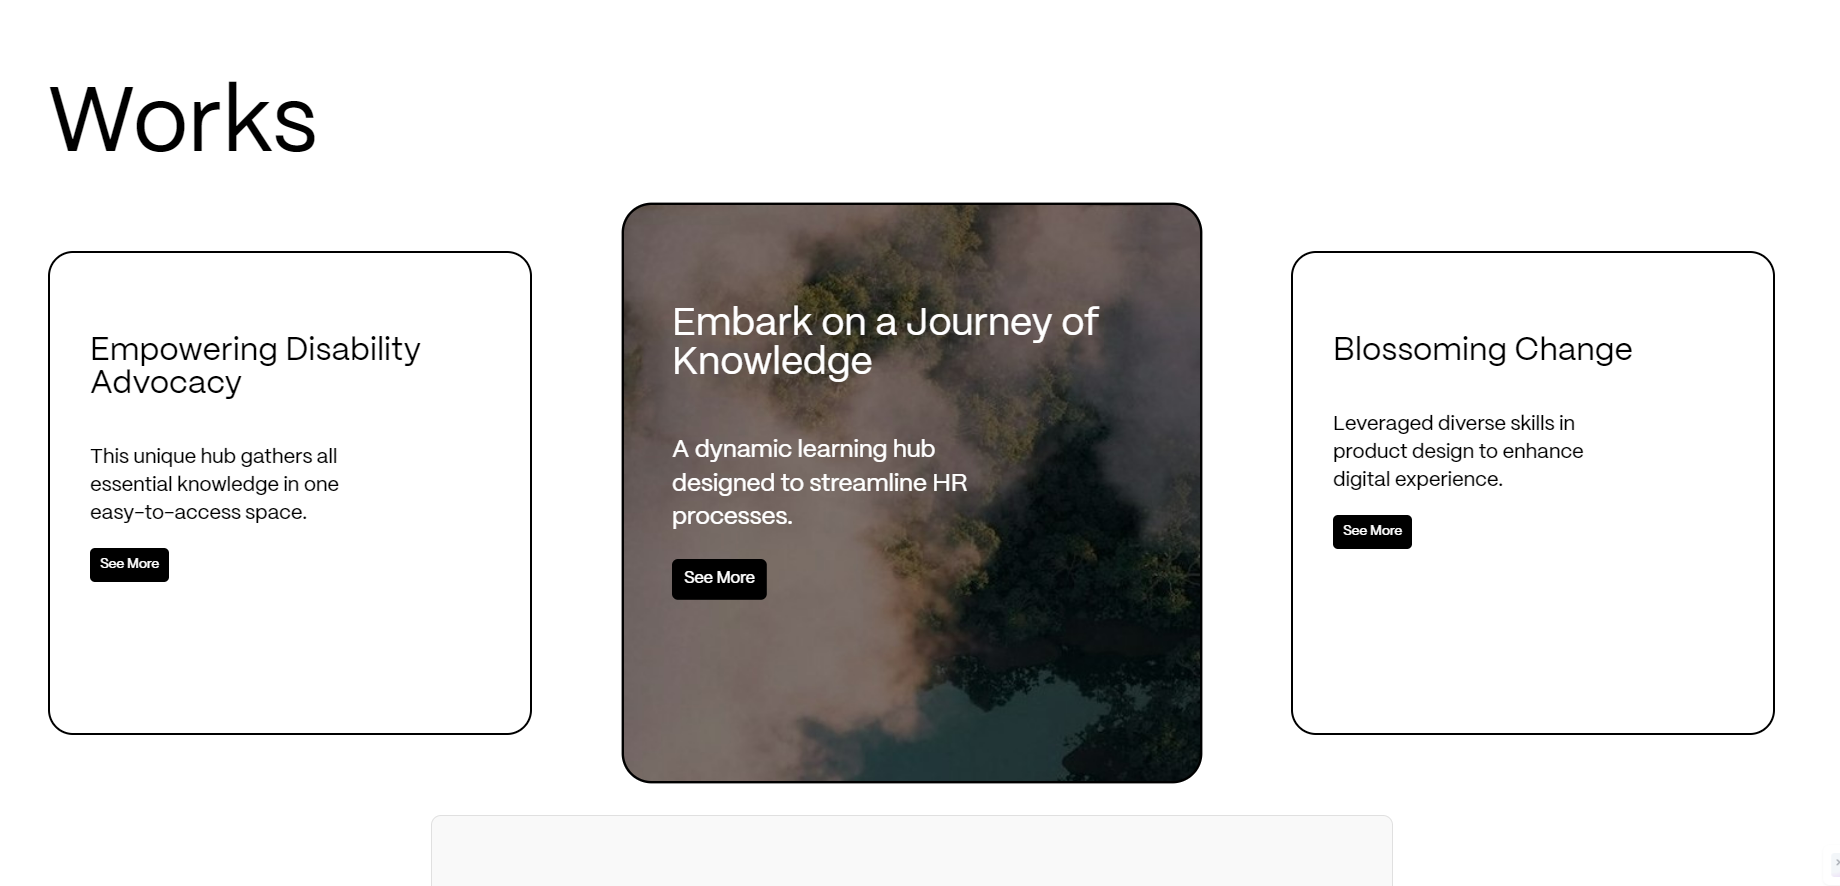 Works
Empowering Disability
Advocacy
This unique hub gathers all
essential knowledge in one
easy-to-access space.
See More
Embark on a Journey of
Knowledge
A dynamic learning hub
designed to streamline HR
processes.
See More
Blossoming Change
Leveraged diverse skills in
product design to enhance
digital experience.
See More